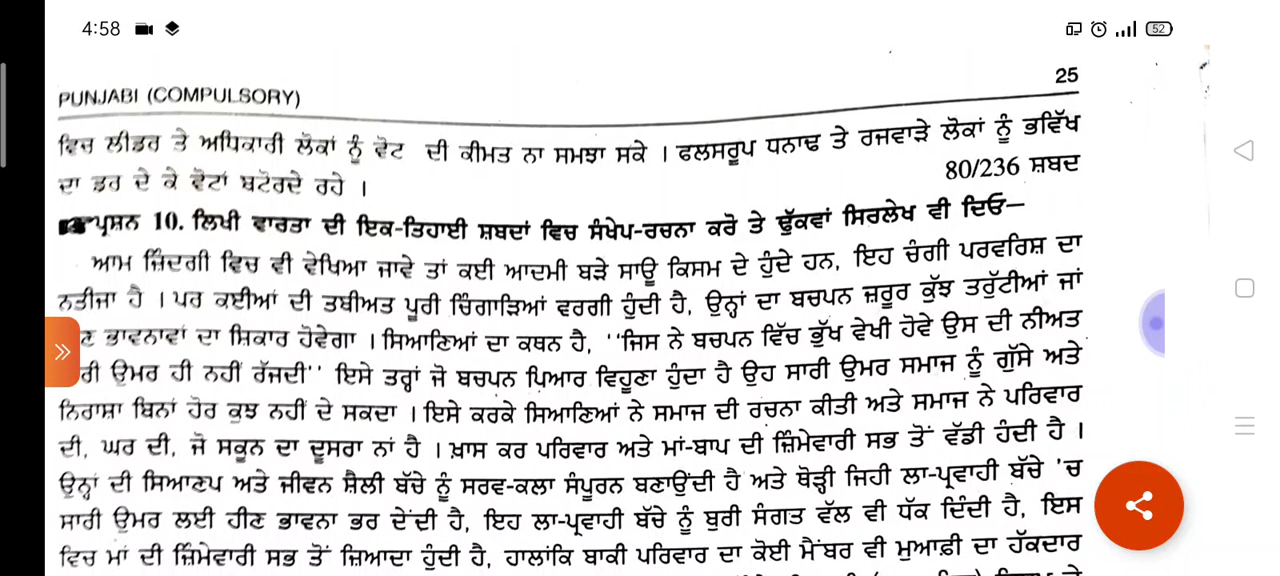 4:58
52
25
PUNJABI (COMPULSORY)
ਵਿਚ ਲੀਡਰ ਤੇ ਅਧਿਕਾਰੀ ਲੋਕਾਂ ਨੂੰ ਵੋਟ ਦੀ ਕੀਮਤ ਨਾ ਸਮਝਾ ਸਕੇ । ਫਲਸਰੂਪ ਧਨਾਢ ਤੇ ਰਜਵਾੜੇ ਲੋਕਾਂ ਨੂੰ ਭਵਿੱਖ
ਦਾ ਡਰ ਦੇ ਕੇ ਵੋਟਾਂ ਬਟੋਰਦੇ ਰਹੇ ।
80/236 ਸ਼ਬਦ
ਪ੍ਰਸ਼ਨ 10. ਲਿਖੀ ਵਾਰਤਾ ਦੀ ਇਕ-ਤਿਹਾਈ ਸ਼ਬਦਾਂ ਵਿਚ ਸੰਖੇਪ-ਰਚਨਾ ਕਰੋ ਤੇ ਢੁੱਕਵਾਂ ਸਿਰਲੇਖ ਵੀ ਦਿਓ—
ਆਮ ਜ਼ਿੰਦਗੀ ਵਿਚ ਵੀ ਵੇਖਿਆ ਜਾਵੇ ਤਾਂ ਕਈ ਆਦਮੀ ਬੜੇ ਸਾਊ ਕਿਸਮ ਦੇ ਹੁੰਦੇ ਹਨ, ਇਹ ਚੰਗੀ ਪਰਵਰਿਸ਼ ਦਾ
ਨਤੀਜਾ ਹੈ । ਪਰ ਕਈਆਂ ਦੀ ਤਬੀਅਤ ਪੂਰੀ ਚਿੰਗਾੜਿਆਂ ਵਰਗੀ ਹੁੰਦੀ ਹੈ, ਉਨ੍ਹਾਂ ਦਾ ਬਚਪਨ ਜ਼ਰੂਰ ਕੁੱਝ ਤਰੁੱਟੀਆਂ ਜਾਂ
ਣ ਭਾਵਨਾਵਾਂ ਦਾ ਸ਼ਿਕਾਰ ਹੋਵੇਗਾ । ਸਿਆਣਿਆਂ ਦਾ ਕਥਨ ਹੈ, ''ਜਿਸ ਨੇ ਬਚਪਨ ਵਿੱਚ ਭੁੱਖ ਵੇਖੀ ਹੋਵੇ ਉਸ ਦੀ ਨੀਅਤ
ਰੀ ਉਮਰ ਹੀ ਨਹੀਂ ਰੱਜਦੀ'' ਇਸੇ ਤਰ੍ਹਾਂ ਜੋ ਬਚਪਨ ਪਿਆਰ ਵਿਹੂਣਾ ਹੁੰਦਾ ਹੈ ਉਹ ਸਾਰੀ ਉਮਰ ਸਮਾਜ ਨੂੰ ਗੁੱਸੇ ਅਤੇ
ਨਿਰਾਸ਼ਾ ਬਿਨਾਂ ਹੋਰ ਕੁਝ ਨਹੀਂ ਦੇ ਸਕਦਾ । ਇਸੇ ਕਰਕੇ ਸਿਆਣਿਆਂ ਨੇ ਸਮਾਜ ਦੀ ਰਚਨਾ ਕੀਤੀ ਅਤੇ ਸਮਾਜ ਨੇ ਪਰਿਵਾਰ
ਦੀ, ਘਰ ਦੀ, ਜੋ ਸਕੂਨ ਦਾ ਦੂਸਰਾ ਨਾਂ ਹੈ । ਖ਼ਾਸ ਕਰ ਪਰਿਵਾਰ ਅਤੇ ਮਾਂ-ਬਾਪ ਦੀ ਜ਼ਿੰਮੇਵਾਰੀ ਸਭ ਤੋਂ ਵੱਡੀ ਹੰਦੀ ਹੈ ।
ਉਨ੍ਹਾਂ ਦੀ ਸਿਆਣਪ ਅਤੇ ਜੀਵਨ ਸ਼ੈਲੀ ਬੱਚੇ ਨੂੰ ਸਰਵ-ਕਲਾ ਸੰਪੂਰਨ ਬਣਾਉਂਦੀ ਹੈ ਅਤੇ ਥੋੜ੍ਹੀ ਜਿਹੀ ਲਾ-ਪ੍ਰਵਾਹੀ ਬੱਚੇ 'ਚ
ਸਾਰੀ ਉਮਰ ਲਈ ਹੀਣ ਭਾਵਨਾ ਭਰ ਦੇਂਦੀ ਹੈ, ਇਹ ਲਾ-ਪ੍ਰਵਾਹੀ ਬੱਚੇ ਨੂੰ ਬੁਰੀ ਸੰਗਤ ਵੱਲ ਵੀ ਧੱਕ ਦਿੰਦੀ ਹੈ, ਇਸ
ਵਿਚ ਮਾਂ ਦੀ ਜ਼ਿੰਮੇਵਾਰੀ ਸਭ ਤੋਂ ਜ਼ਿਆਦਾ ਹੁੰਦੀ ਹੈ, ਹਾਲਾਂਕਿ ਬਾਕੀ ਪਰਿਵਾਰ ਦਾ ਕੋਈ ਮੈਂਬਰ ਵੀ ਮੁਆਫ਼ੀ ਦਾ ਹੱਕਦਾਰ